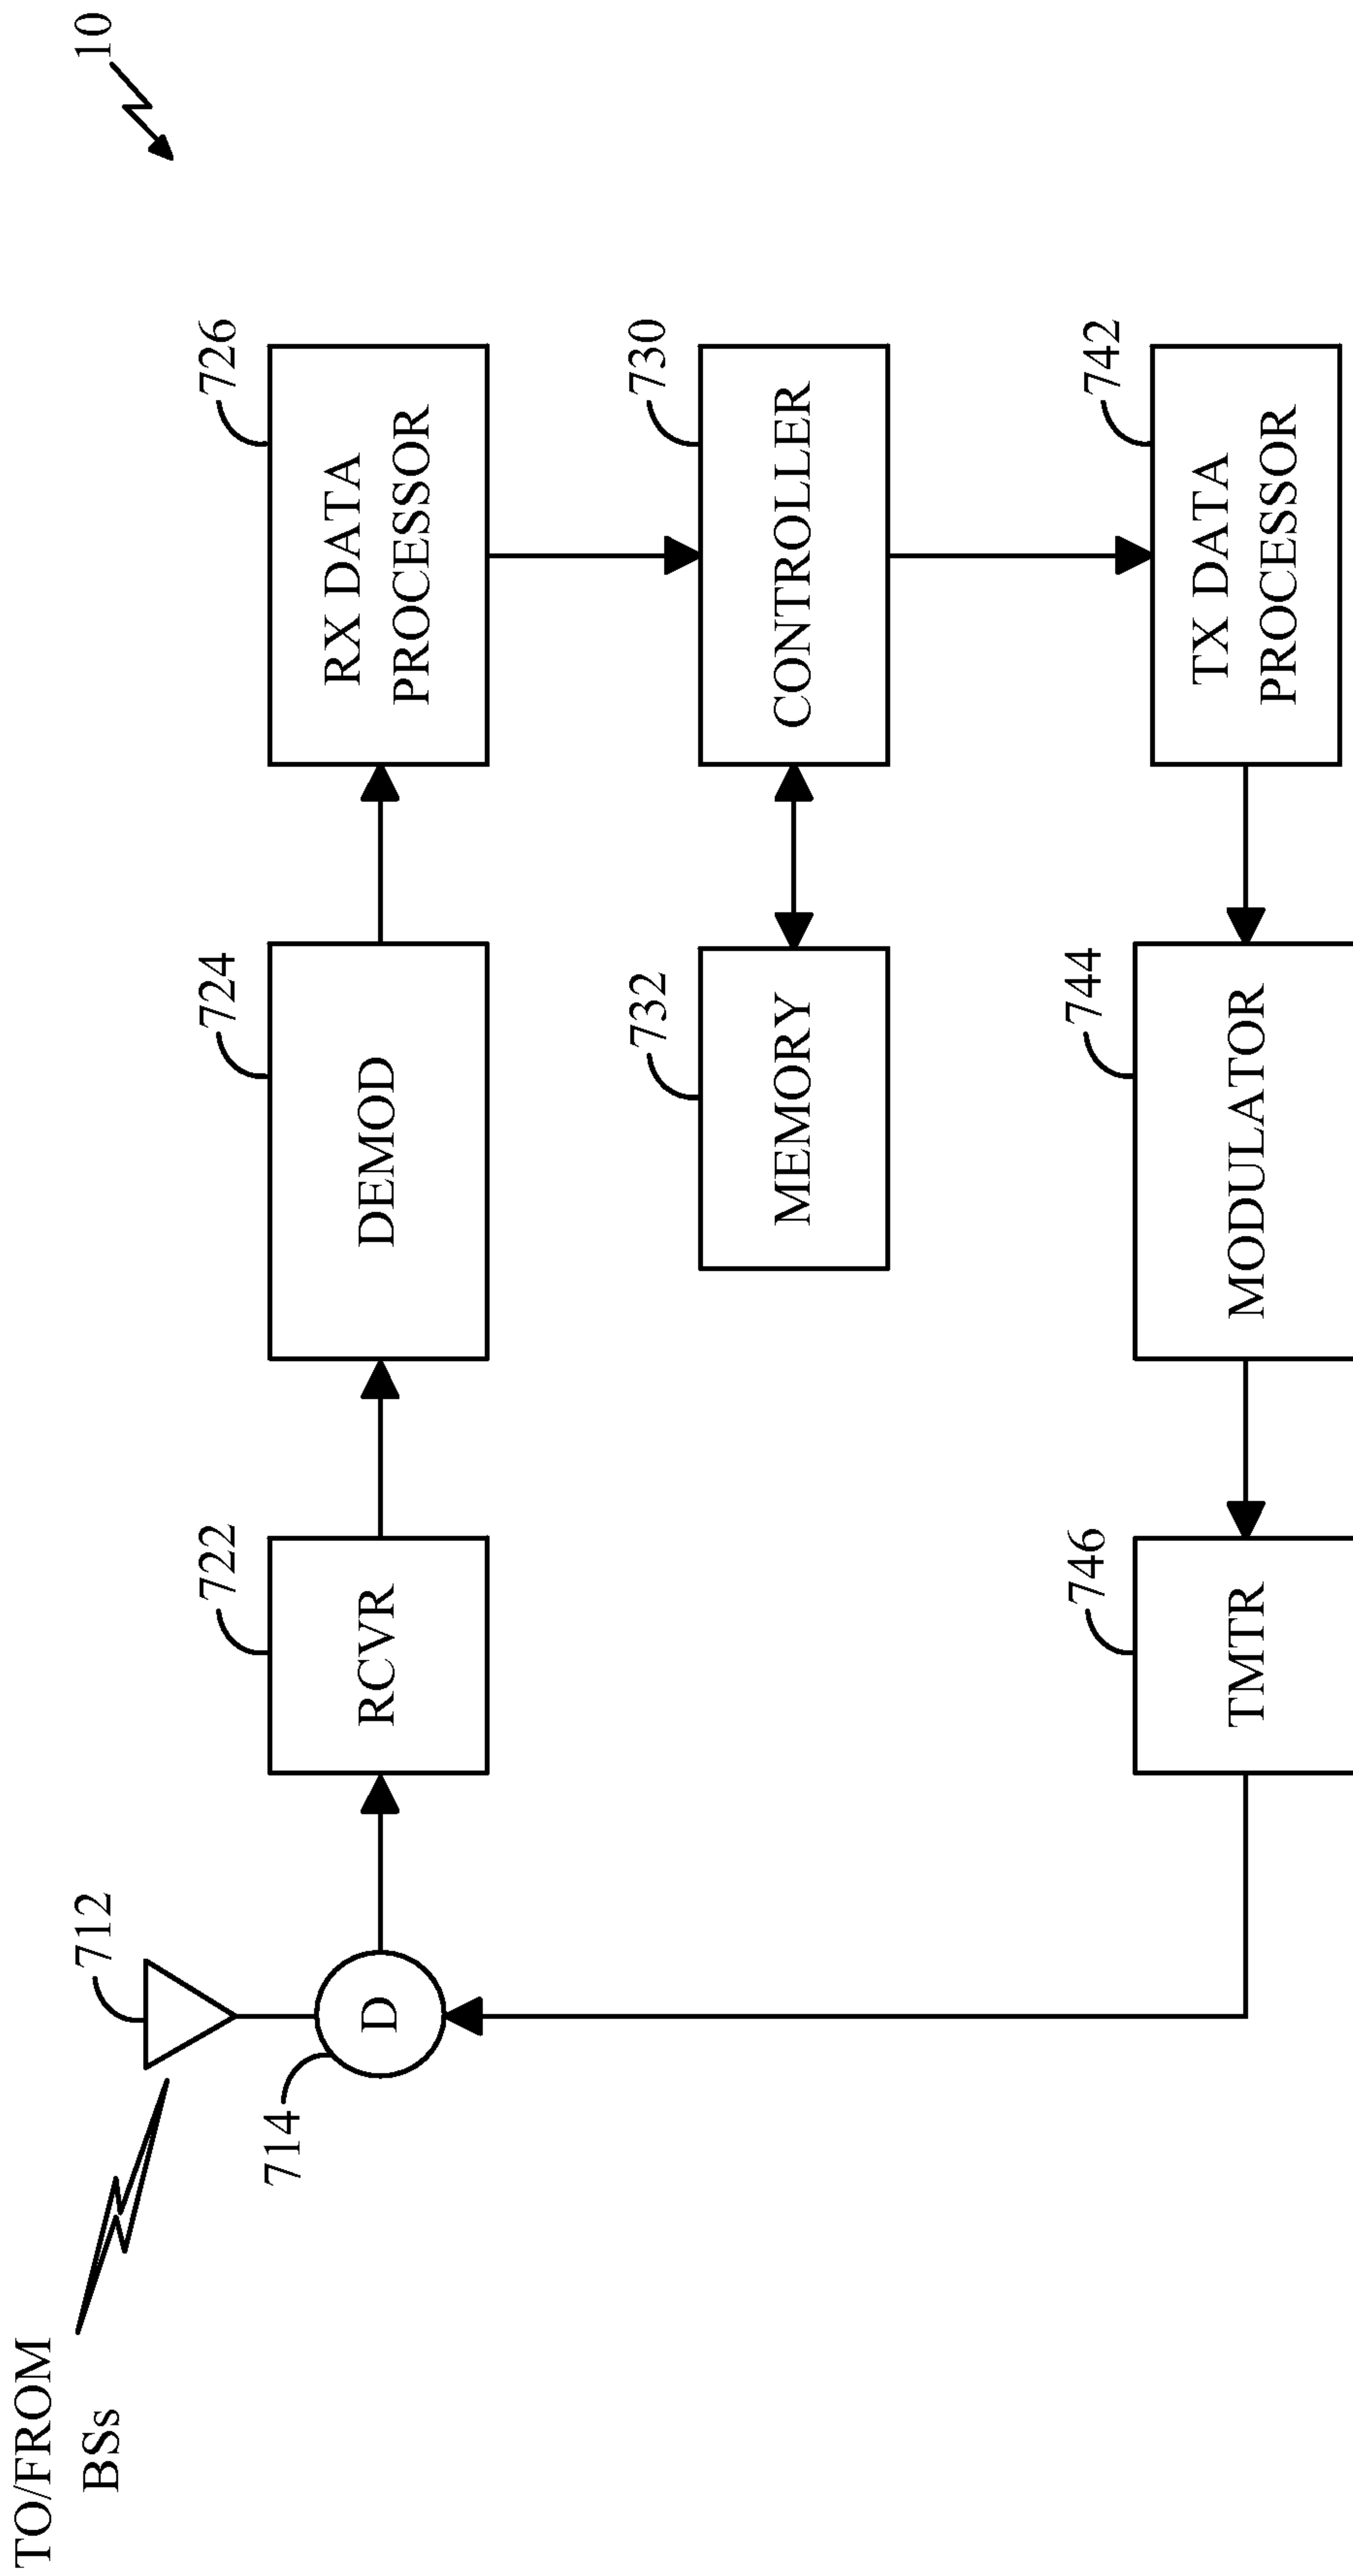 10
TO/FROM
BSs
712
714
D
722
RCVR
724
DEMOD
726
RX DATA
PROCESSOR
732
MEMORY
730
CONTROLLER
746
TMTR
744
MODULATOR
742
TX DATA
PROCESSOR